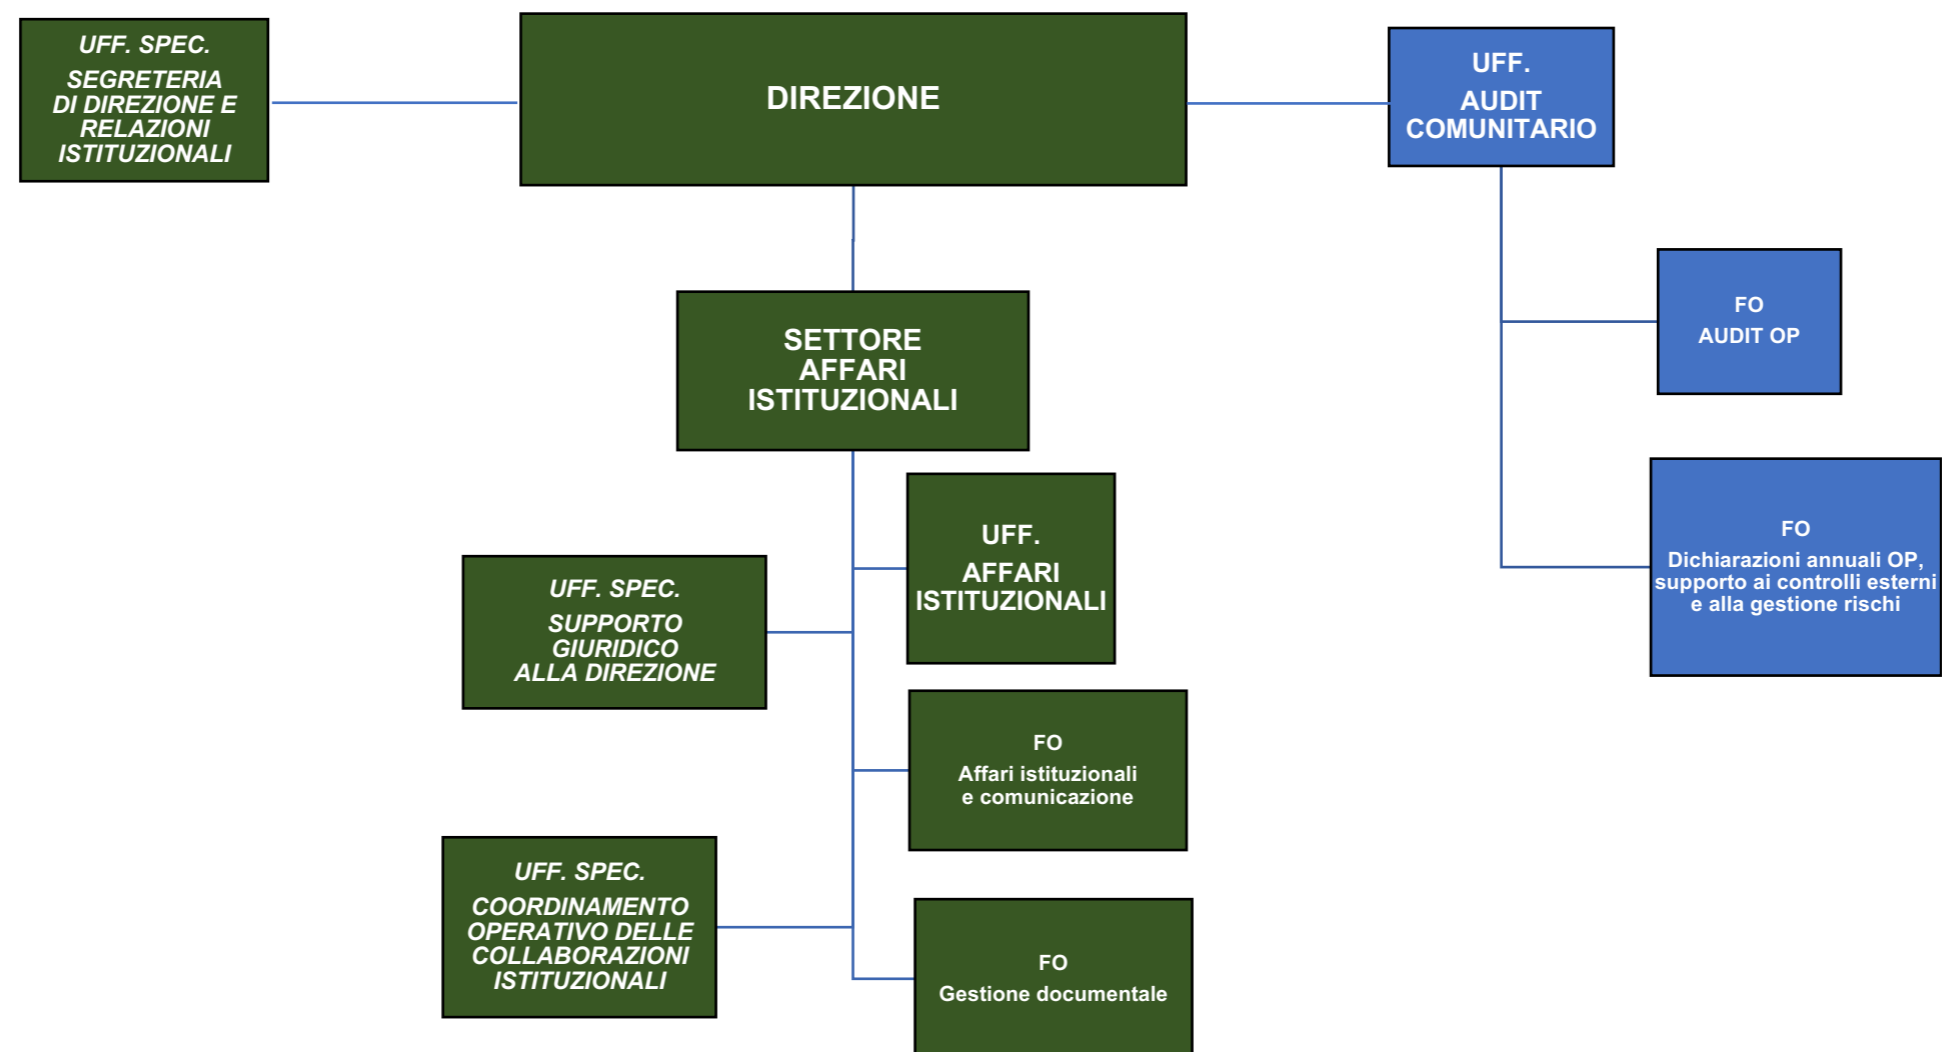 UFF. SPEC.
SEGRETERIA
DI DIREZIONE E
RELAZIONI
ISTITUZIONALI
DIREZIONE
UFF.
AUDIT
COMUNITARIO
FO
AUDIT OP
SETTORE
AFFARI
ISTITUZIONALI
UFF.
AFFARI
ISTITUZIONALI
FO
Dichiarazioni annuali OP,
supporto ai controlli esterni
e alla gestione rischi
UFF. SPEC.
SUPPORTO
GIURIDICO
ALLA DIREZIONE
FO
Affari istituzionali
e comunicazione
UFF. SPEC.
COORDINAMENTO
OPERATIVO DELLE
COLLABORAZIONI
ISTITUZIONALI
FO
Gestione documentale